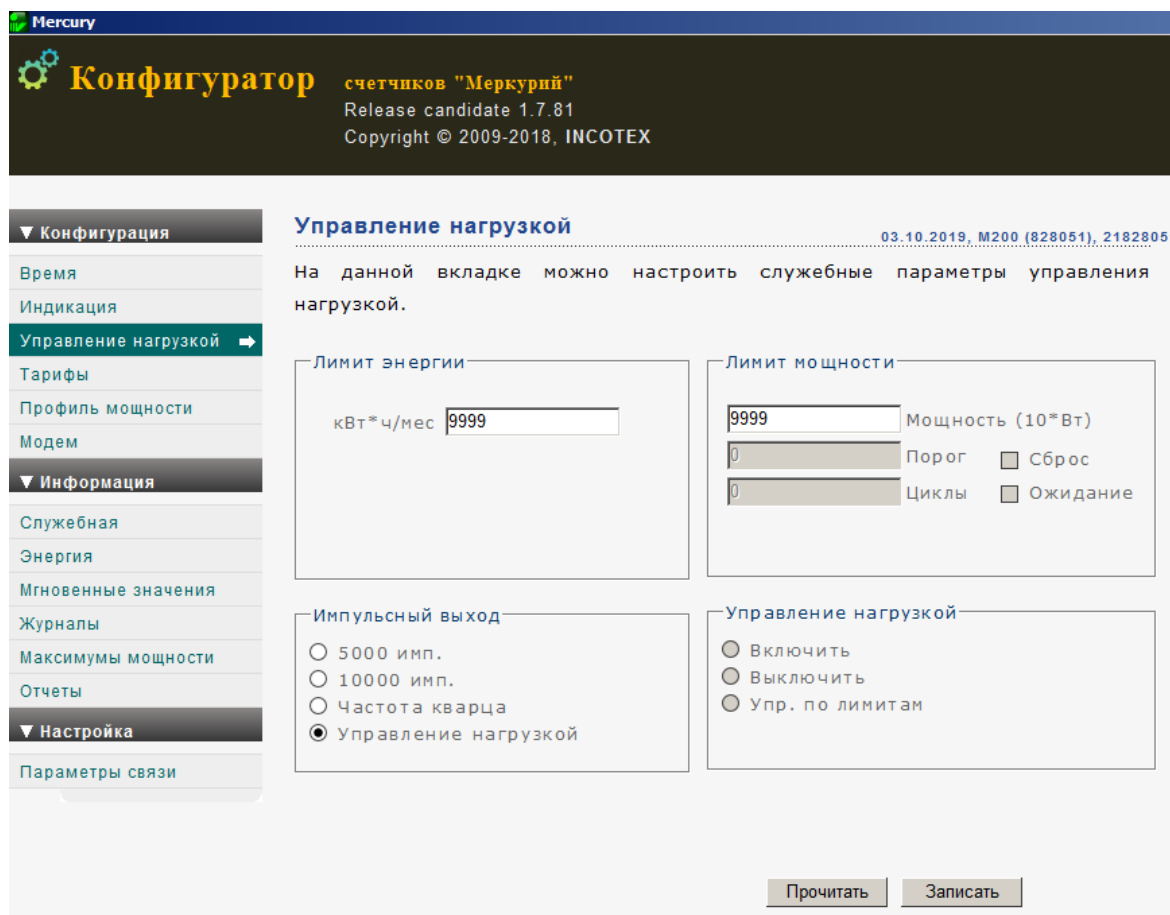 Mercury
Конфигуратор
счетчиков "Меркурий"
Release candidate 1.7.81
Copyright © 2009-2018, INCOTEX
▼ Конфигурация
Время
Индикация
Управление нагрузкой
Тарифы
Профиль мощности
Модем
▼ Информация
Служебная
Энергия
Мгновенные значения
Журналы
Максимумы мощности
Отчеты
▼ Настройка
Параметры связи
Управление нагрузкой
03.10.2019, M200 (828051), 2182805
На данной вкладке можно настроить служебные параметры управления
нагрузкой.
Лимит энергии
кВт*ч/мес 9999
Лимит мощности
9999 Мощность (10*Вт)
0 Порог Сброс
0 Циклы Ожидание
Импульсный выход
5000 имп.
10000 имп.
Частота кварца
Управление нагрузкой
Управление нагрузкой
Включить
Выключить
Упр. по лимитам
Прочитать Записать